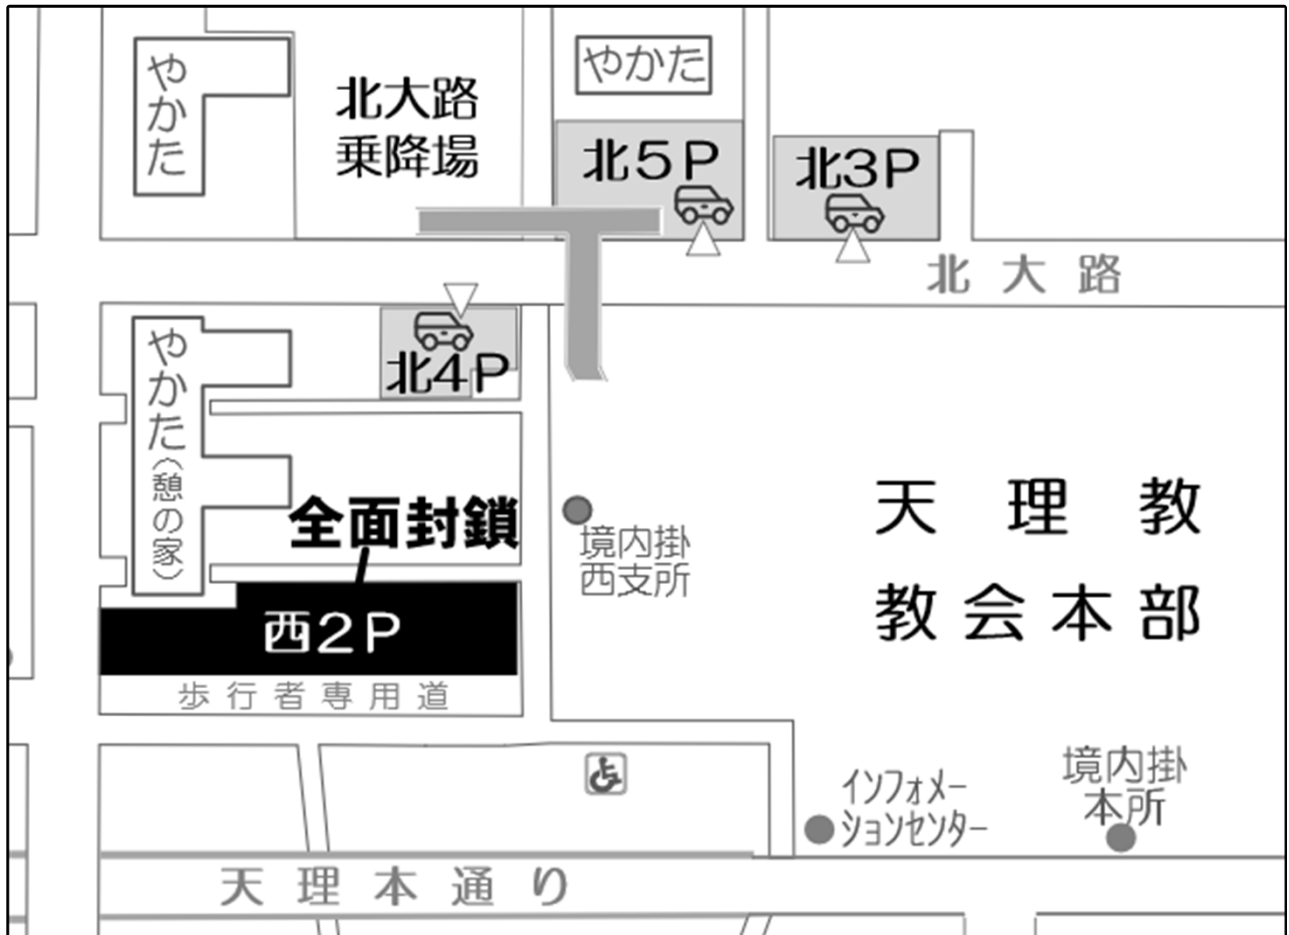 やかた
北大路
乗降場
やかた
北5P
北3P
北大路
やかた(憩の家)
北4P
全面封鎖
西2P
歩行者専用道
境内掛
西支所
天理教
教会本部
インフォメー
ションセンター
境内掛
本所
天理本通り